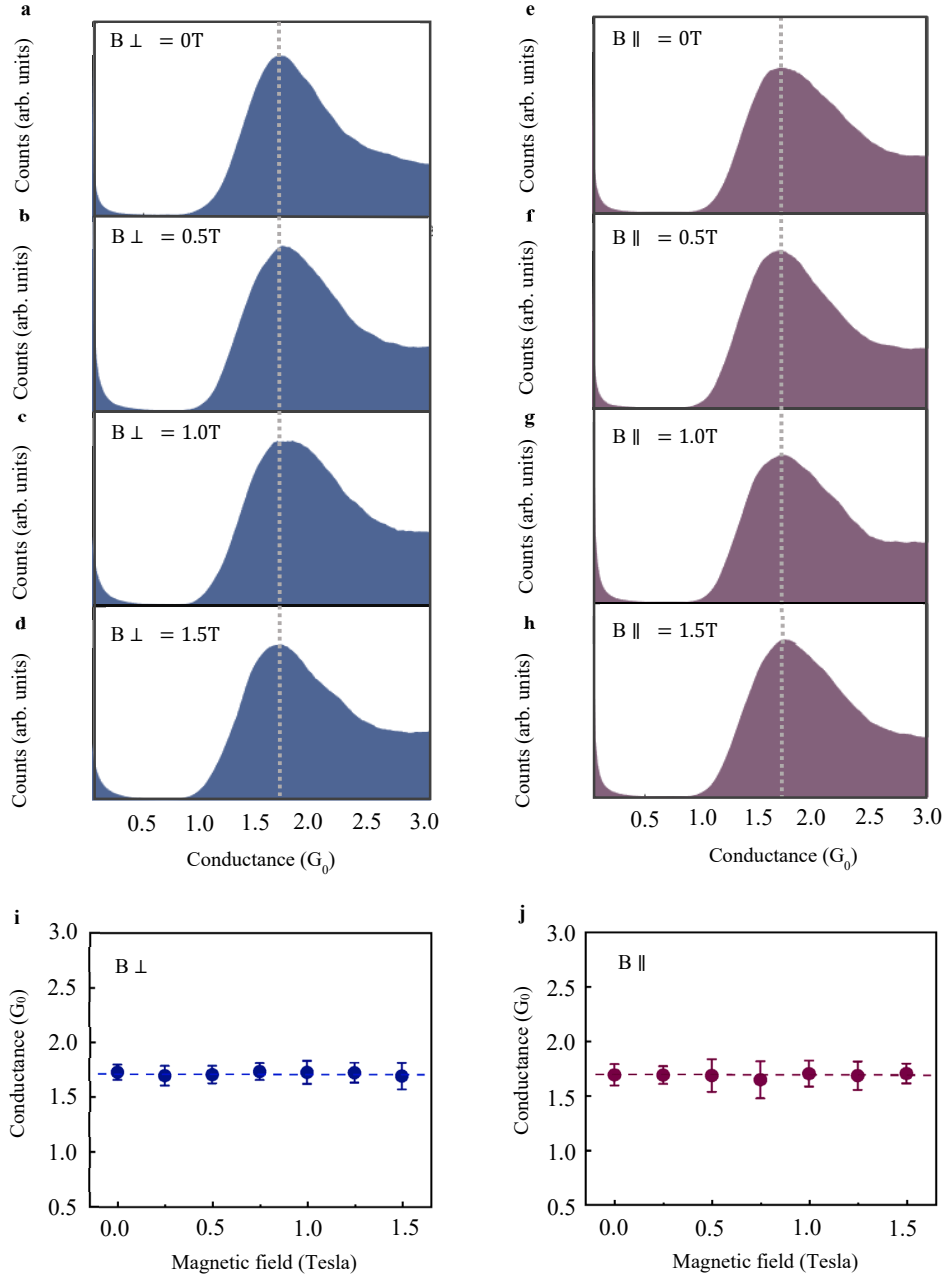 a
Counts (arb. units)
B ⊥ = 0T
b
Counts (arb. units)
B ⊥ = 0.5T
c
Counts (arb. units)
B ⊥ = 1.0T
d
Counts (arb. units)
B ⊥ = 1.5T
0.5 1.0 1.5 2.0 2.5 3.0
Conductance (G0)
e
Counts (arb. units)
B ∥ = 0T
f
Counts (arb. units)
B ∥ = 0.5T
g
Counts (arb. units)
B ∥ = 1.0T
h
Counts (arb. units)
B ∥ = 1.5T
0.5 1.0 1.5 2.0 2.5 3.0
Conductance (G0)
i
B ⊥
Conductance (G0)
3.0
2.5
2.0
1.5
1.0
0.5
0.0 0.5 1.0 1.5
Magnetic field (Tesla)
j
B ∥
Conductance (G0)
3.0
2.5
2.0
1.5
1.0
0.5
0.0 0.5 1.0 1.5
Magnetic field (Tesla)